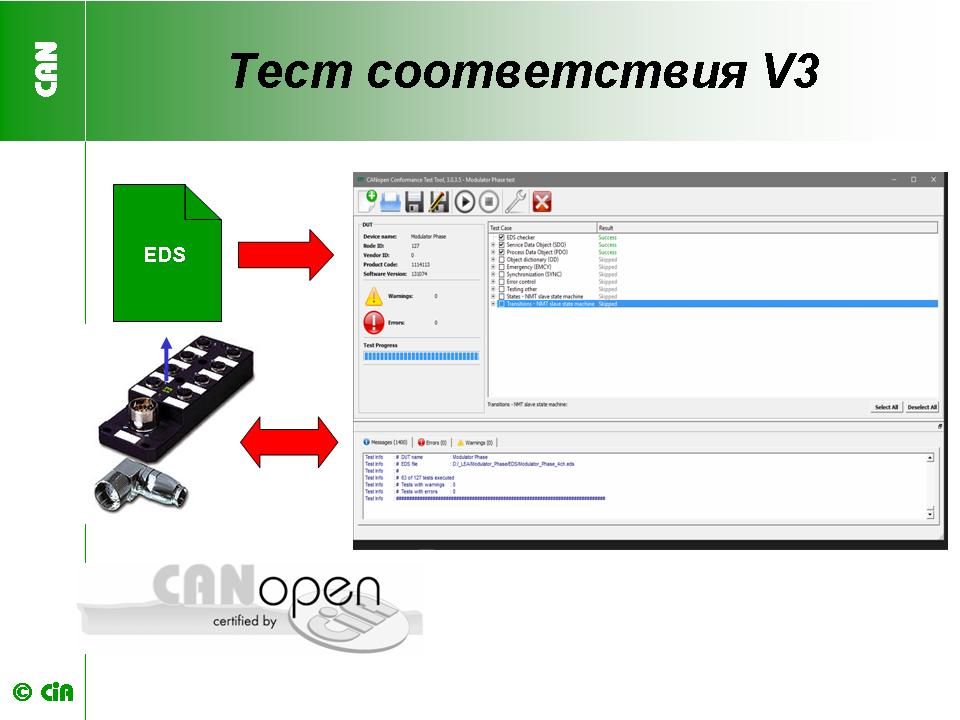 CAN
Тест соответствия V3
EDS
CANopen Conformance Test Tool, 3.0.3.5 - Modulator Phase test
DUT
Device name: Modulator Phase
Node ID: 127
Vendor ID: 0
Product Code: 1114113
Software Version: 131074
Warnings: 0
Errors: 0
Test Progress
Test Case Result
EDS checker Success
Service Data Object (SDO) Success
Process Data Object (PDO) Success
Object dictionary (OD) Skipped
Emergency (EMCY) Skipped
Synchronization (SYNC) Skipped
Error control Skipped
Testing other Skipped
States - NMT slave state machine Skipped
Transitions - NMT slave state machine Skipped
Transitions - NMT slave state machine:
Select All Deselect All
Messages (1400) Errors (0) Warnings (0)
Test Info : # DUT name : Modulator Phase
Test Info : # EDS file : D:/_LEA/Modulator_Phase/EDS/Modulator_Phase_4ch.eds
Test Info : #
Test Info : # 63 of 127 tests executed
Test Info : # Tests with warnings : 0
Test Info : # Tests with errors : 0
CANopen
certified by CiA
© CiA